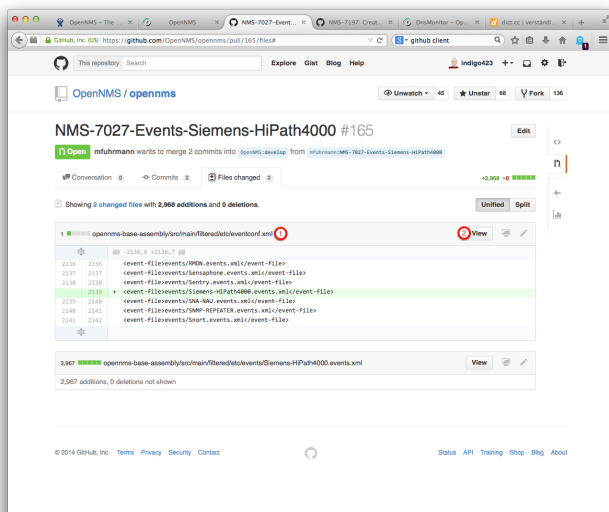 OpenNMS – The ... × OpenNMS × NMS-7027-Event... × NMS-7197: Creat... × DnsMonitor – Op... × dict.cc | verständl... × +
GitHub, Inc. (US) https://github.com/OpenNMS/opennms/pull/165/files# github client
This repository Search Explore Gist Blog Help indigo423
OpenNMS / opennms Unwatch 45 Unstar 68 Fork 136
NMS-7027-Events-Siemens-HiPath4000 #165 Edit
Open mfuhrmann wants to merge 2 commits into OpenNMS:develop from mfuhrmann:NMS-7027-Events-Siemens-HiPath4000
Conversation 0 Commits 2 Files changed 2 +2,968 −0
Showing 2 changed files with 2,968 additions and 0 deletions. Unified Split
1 opennms-base-assembly/src/main/filtered/etc/eventconf.xml 1 2 View
@@ -2136,6 +2136,7 @@
2136 2136 <event-file>events/RMON.events.xml</event-file>
2137 2137 <event-file>events/Sensaphone.events.xml</event-file>
2138 2138 <event-file>events/Sentry.events.xml</event-file>
2139 + <event-file>events/Siemens-HiPath4000.events.xml</event-file>
2139 2140 <event-file>events/SNA-NAU.events.xml</event-file>
2140 2141 <event-file>events/SNMP-REPEATER.events.xml</event-file>
2141 2142 <event-file>events/Snort.events.xml</event-file>
2,967 opennms-base-assembly/src/main/filtered/etc/events/Siemens-HiPath4000.events.xml View
2,967 additions, 0 deletions not shown
© 2014 GitHub, Inc. Terms Privacy Security Contact Status API Training Shop Blog About